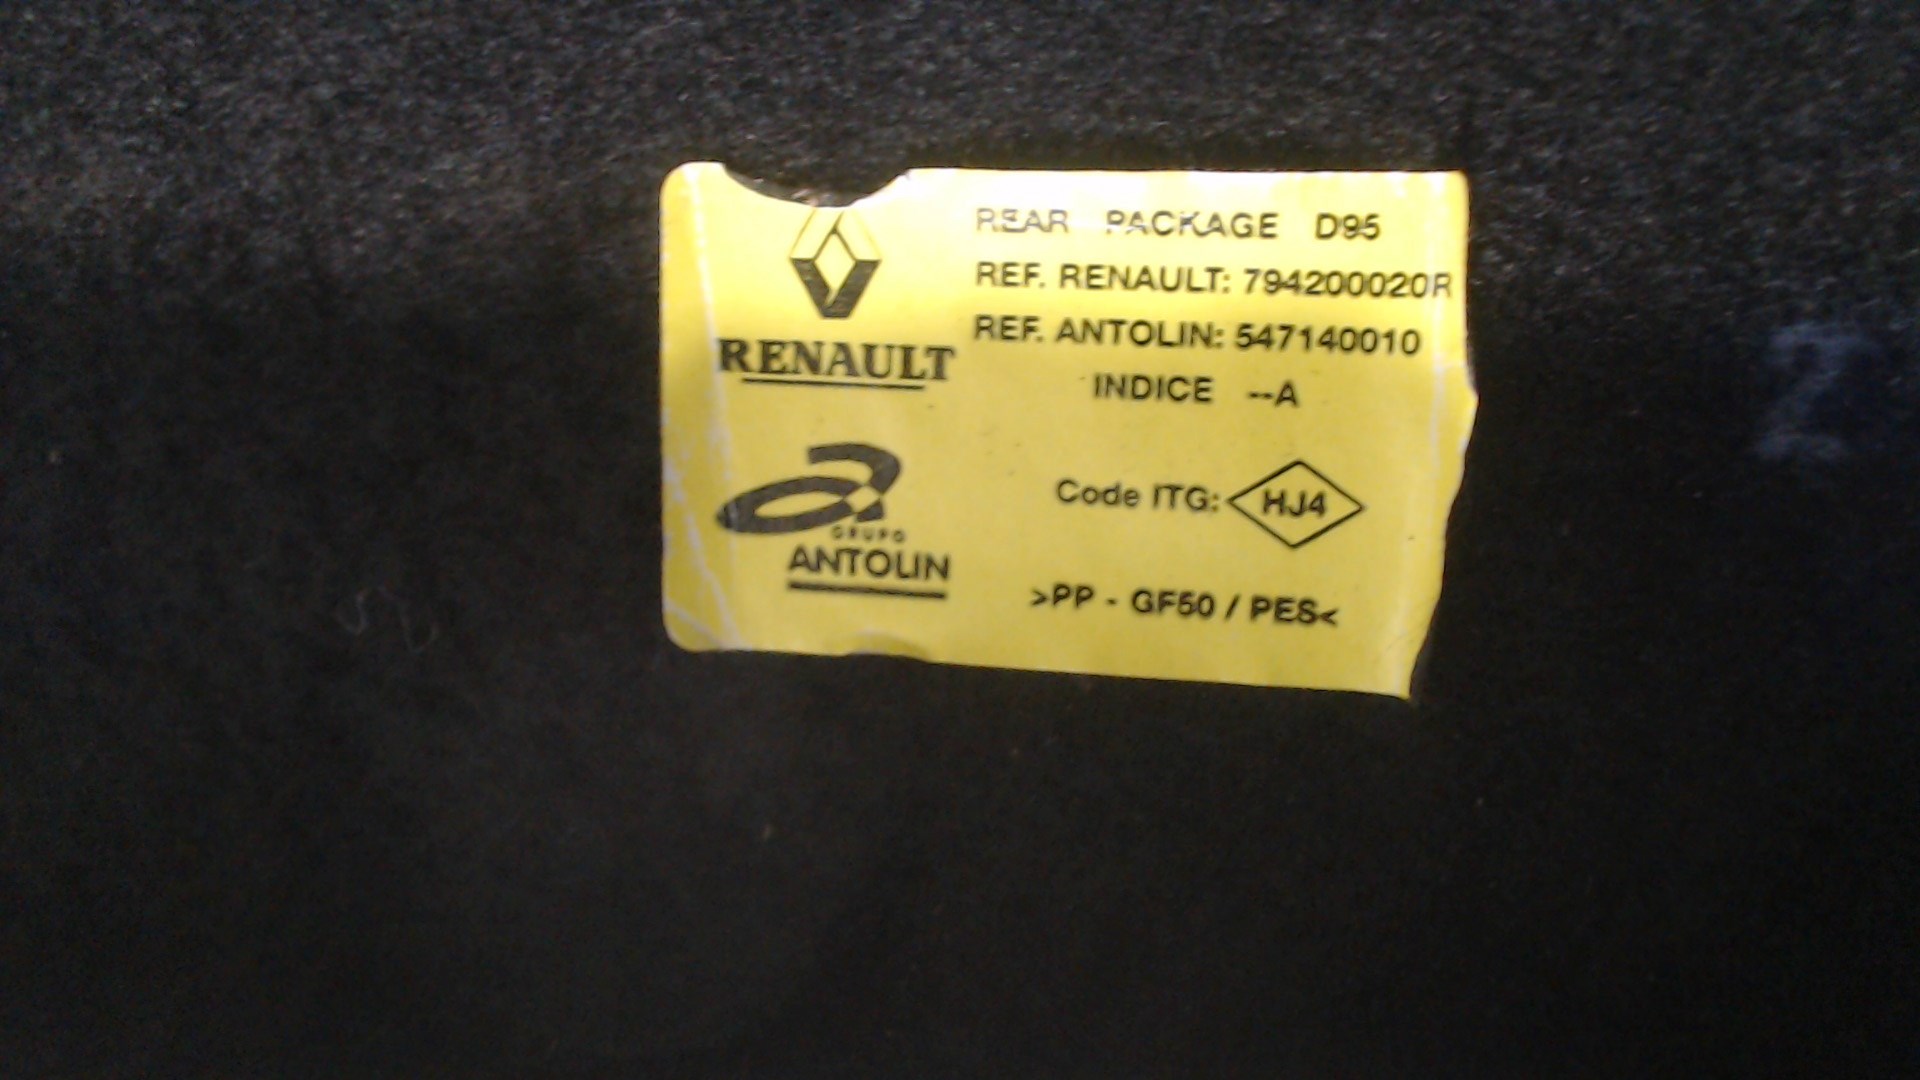 REAR PACKAGE D95
REF. RENAULT: 794200020R
REF. ANTOLIN: 547140010
INDICE --A
RENAULT
Code ITG: HJ4
GRUPO
ANTOLIN
>PP - GF50 / PES<
2